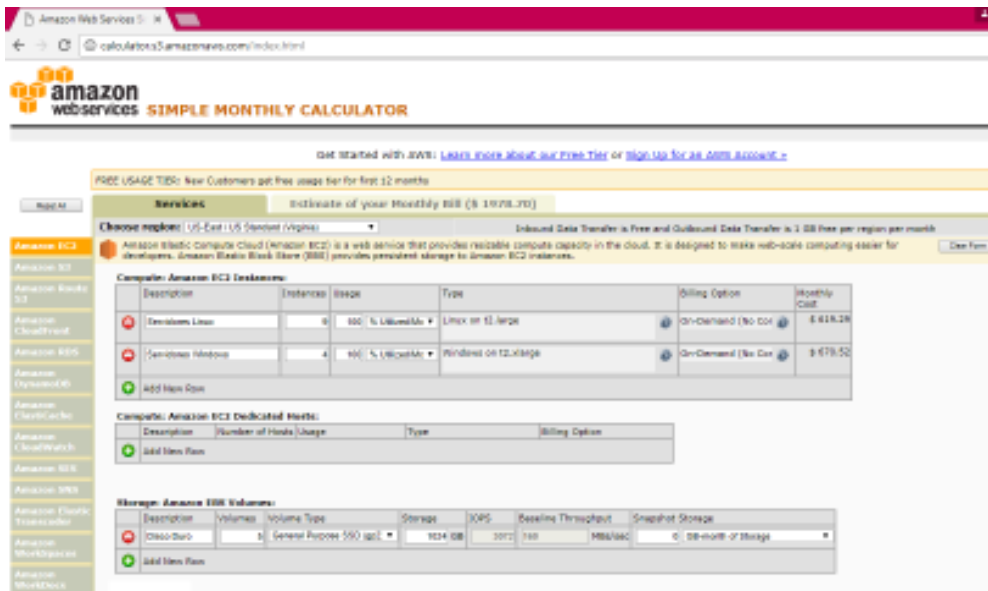 Amazon Web Services S
calculator.s3.amazonaws.com/index.html
amazon
webservices SIMPLE MONTHLY CALCULATOR
Get Started with AWS: Learn more about our Free Tier or Sign Up for an AWS Account »
FREE USAGE TIER: New Customers get free usage tier for first 12 months
Reset All
Services
Estimate of your Monthly Bill ($ 1978.70)
Choose region: US-East / US Standard (Virginia)
Inbound Data Transfer is Free and Outbound Data Transfer is 1 GB free per region per month
Amazon EC2
Amazon S3
Amazon Route 53
Amazon CloudFront
Amazon RDS
Amazon DynamoDB
Amazon ElastiCache
Amazon CloudWatch
Amazon SES
Amazon SNS
Amazon Elastic Transcoder
Amazon WorkSpaces
Amazon WorkDocs
Amazon Elastic Compute Cloud (Amazon EC2) is a web service that provides resizable compute capacity in the cloud. It is designed to make web-scale computing easier for
developers. Amazon Elastic Block Store (EBS) provides persistent storage to Amazon EC2 instances.
Clear Form
Compute: Amazon EC2 Instances:
Description Instances Usage Type Billing Option Monthly Cost
Servidores Linux 100 % Utilized/Mo Linux on t2.large On-Demand (No Con
Servidores Windows 4 100 % Utilized/Mo Windows on t2.xlarge On-Demand (No Con $ 670.52
Add New Row
Compute: Amazon EC2 Dedicated Hosts:
Description Number of Hosts Usage Type Billing Option
Add New Row
Storage: Amazon EBS Volumes:
Description Volumes Volume Type Storage IOPS Baseline Throughput Snapshot Storage
Disco Duro General Purpose SSD (gp2) 1024 GB 3072 160 MBs/sec 0 GB-month of Storage
Add New Row